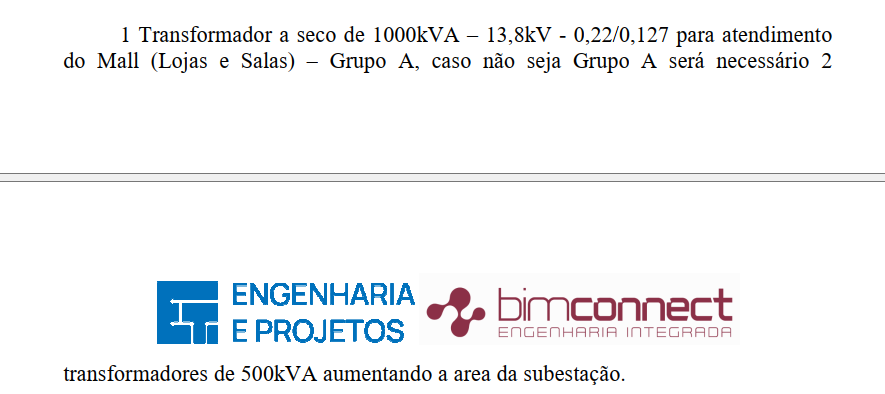 1 Transformador a seco de 1000kVA – 13,8kV - 0,22/0,127 para atendimento
do Mall (Lojas e Salas) – Grupo A, caso não seja Grupo A será necessário 2
ENGENHARIA
E PROJETOS
bimconnect
ENGENHARIA INTEGRADA
transformadores de 500kVA aumentando a area da subestação.